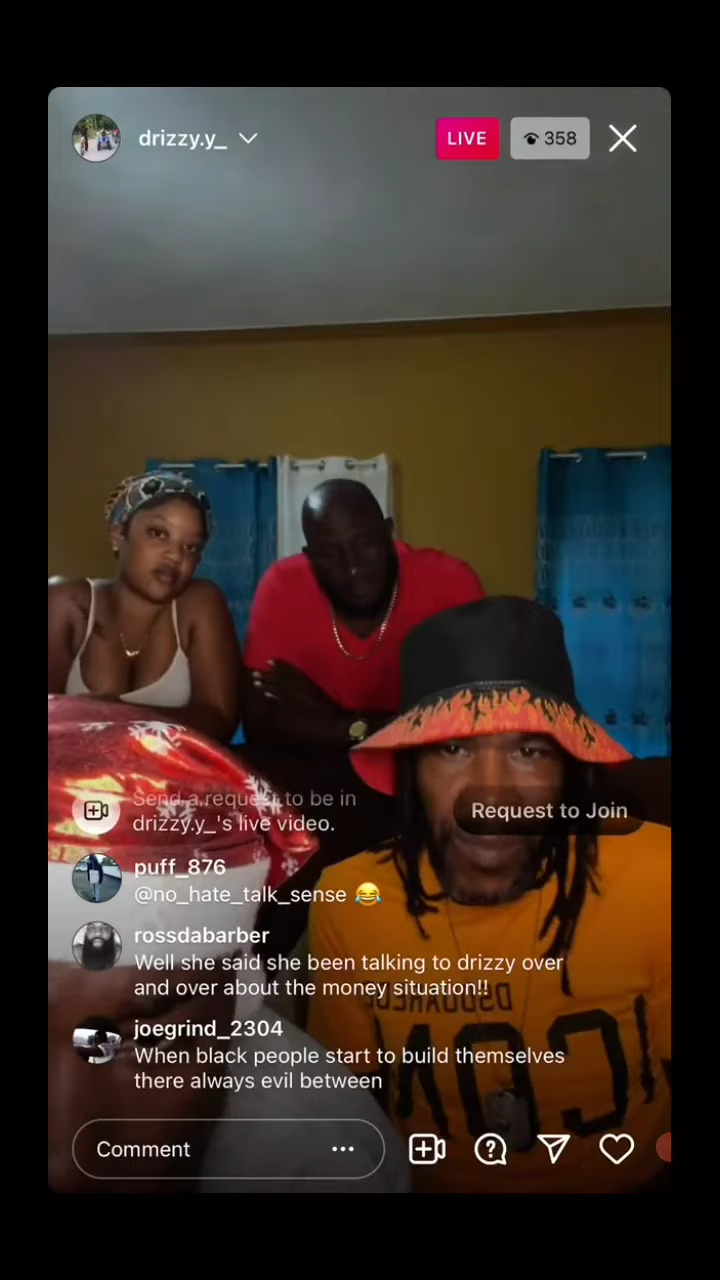 drizzy.y_
LIVE
358
Send a request to be in
drizzy.y_'s live video.
Request to Join
puff_876
@no_hate_talk_sense 😂
rossdabarber
Well she said she been talking to drizzy over
and over about the money situation!!
DSQUARED2
ICON
joegrind_2304
When black people start to build themselves
there always evil between
Comment